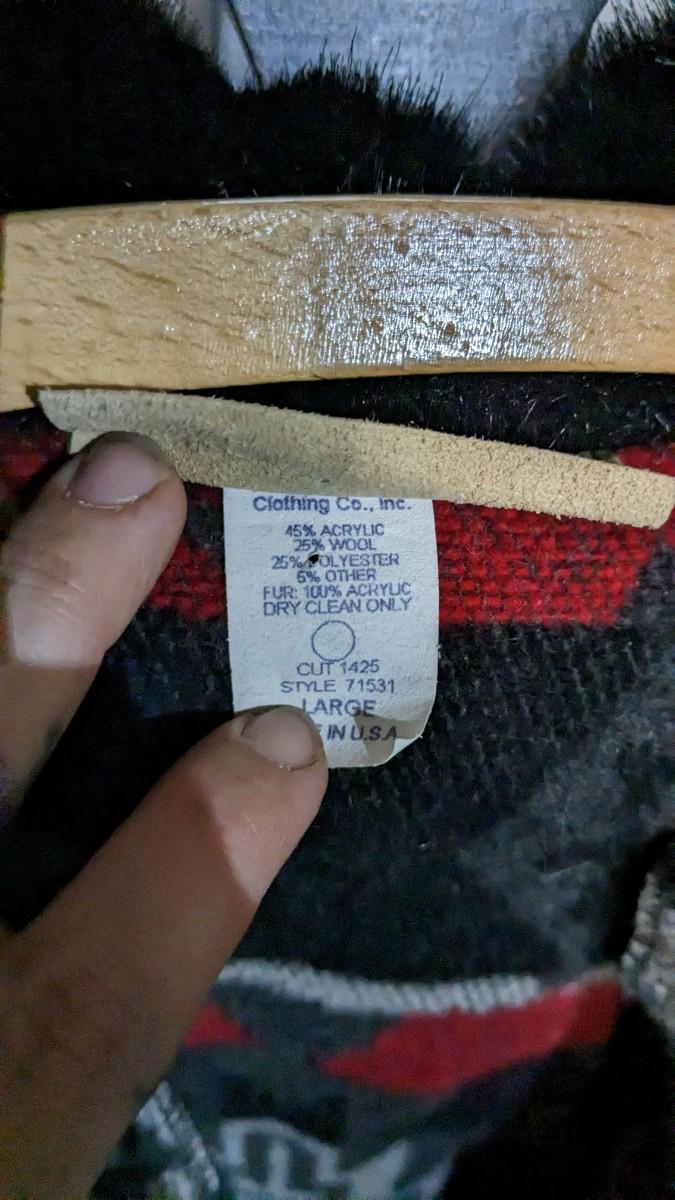 Clothing Co., Inc.
45% ACRYLIC
25% WOOL
25% POLYESTER
5% OTHER
FUR: 100% ACRYLIC
DRY CLEAN ONLY
CUT 1425
STYLE 71531
LARGE
IN U.S.A